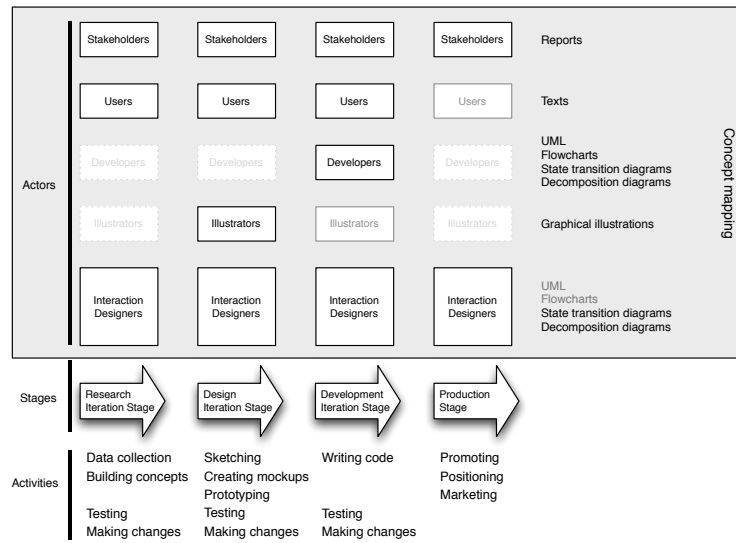 Stakeholders Stakeholders Stakeholders Stakeholders Reports
Users Users Users Users Texts
UML
Flowcharts
Developers Developers Developers Developers State transition diagrams
Decomposition diagrams
Actors
Concept mapping
Illustrators Illustrators Illustrators Illustrators Graphical illustrations
UML
Flowcharts
Interaction Designers Interaction Designers Interaction Designers Interaction Designers State transition diagrams
Decomposition diagrams
Stages
Research Iteration Stage Design Iteration Stage Development Iteration Stage Production Stage
Activities
Data collection Sketching Writing code Promoting
Building concepts Creating mockups Positioning
Prototyping Marketing
Testing Testing Testing
Making changes Making changes Making changes